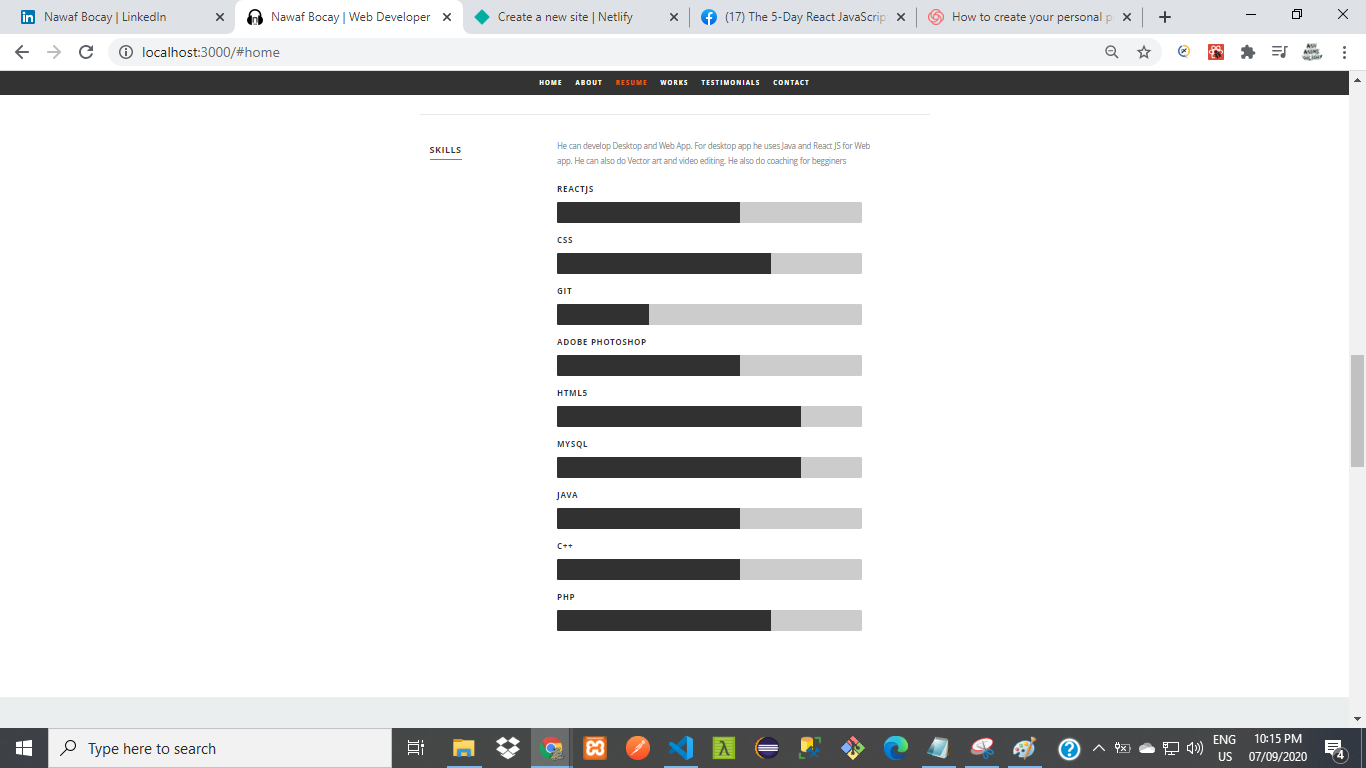 Nawaf Bocay | LinkedIn
Nawaf Bocay | Web Developer
Create a new site | Netlify
(17) The 5-Day React JavaScrip
How to create your personal p
localhost:3000/#home
HOME ABOUT RESUME WORKS TESTIMONIALS CONTACT
SKILLS
He can develop Desktop and Web App. For desktop app he uses Java and React JS for Web
app. He can also do Vector art and video editing. He also do coaching for begginers
REACTJS
CSS
GIT
ADOBE PHOTOSHOP
HTML5
MYSQL
JAVA
C++
PHP
Type here to search
ENG
US
10:15 PM
07/09/2020
4